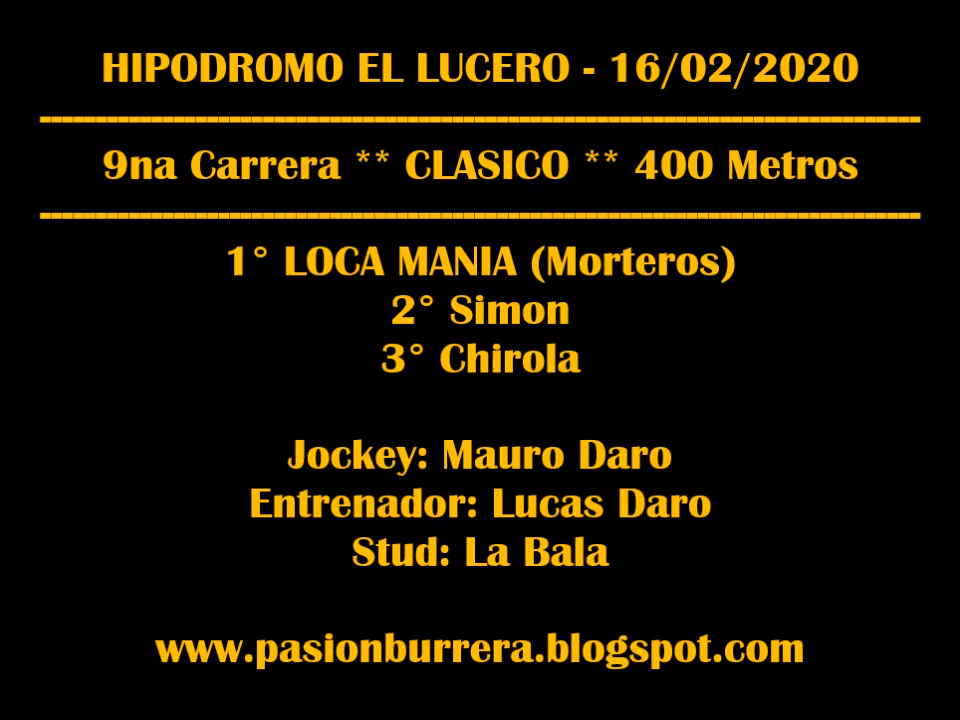 HIPODROMO EL LUCERO - 16/02/2020
--------------------------------------------------------------------------------
9na Carrera ** CLASICO ** 400 Metros
--------------------------------------------------------------------------------
1° LOCA MANIA (Morteros)
2° Simon
3° Chirola
Jockey: Mauro Daro
Entrenador: Lucas Daro
Stud: La Bala
www.pasionburrera.blogspot.com